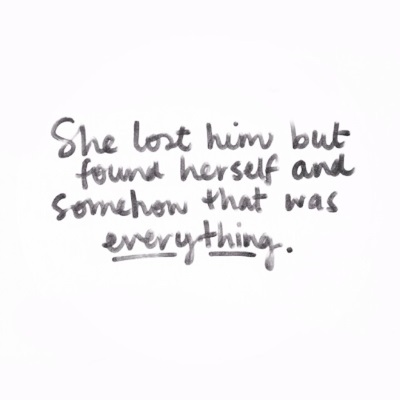 She lost him but
found herself and
somehow that was
everything.